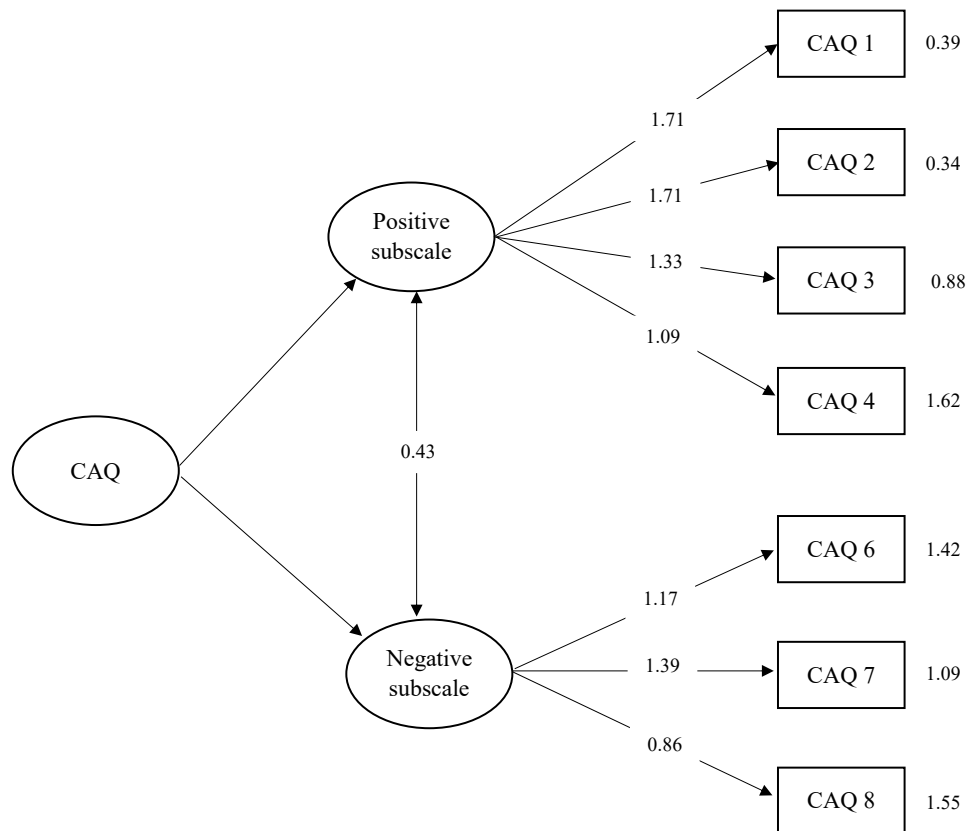 CAQ 1
0.39
1.71
CAQ 2
0.34
1.71
Positive
subscale
1.33
CAQ 3
0.88
1.09
CAQ 4
1.62
0.43
CAQ
CAQ 6
1.42
1.17
Negative
subscale
1.39
CAQ 7
1.09
0.86
CAQ 8
1.55